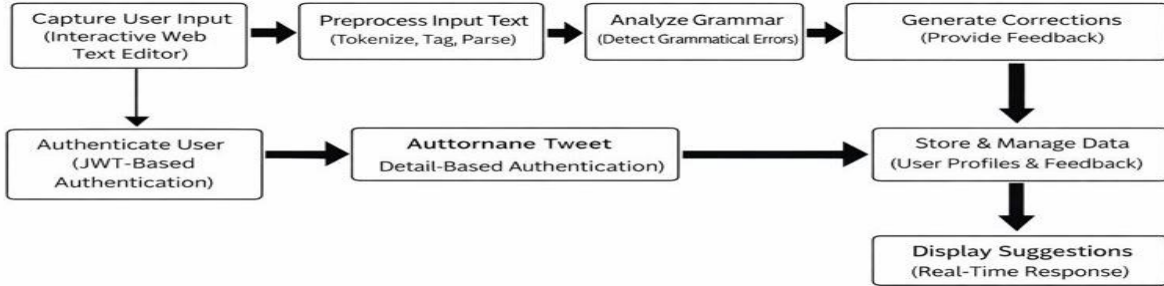 Capture User Input
(Interactive Web
Text Editor)
Preprocess Input Text
(Tokenize, Tag, Parse)
Analyze Grammar
(Detect Grammatical Errors)
Generate Corrections
(Provide Feedback)
Authenticate User
(JWT-Based
Authentication)
Auttornane Tweet
Detail-Based Authentication)
Store & Manage Data
(User Profiles & Feedback)
Display Suggestions
(Real-Time Response)